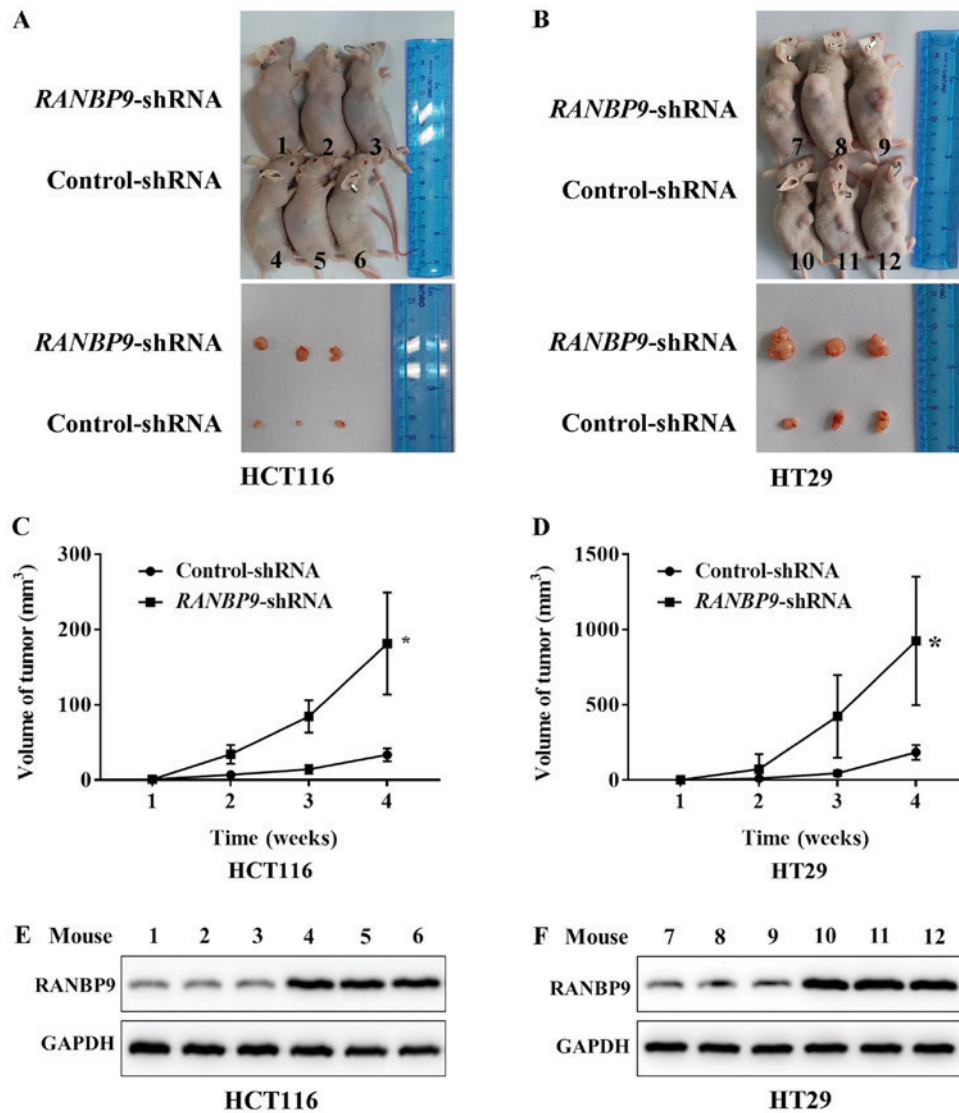 A
RANBP9-shRNA
Control-shRNA
1 2 3
4 5 6
RANBP9-shRNA
Control-shRNA
HCT116
B
RANBP9-shRNA
Control-shRNA
7 8 9
10 11 12
RANBP9-shRNA
Control-shRNA
HT29
C
Volume of tumor (mm³)
300
200
100
0
Control-shRNA
RANBP9-shRNA
*
1 2 3 4
Time (weeks)
HCT116
D
Volume of tumor (mm³)
1500
1000
500
0
Control-shRNA
RANBP9-shRNA
*
1 2 3 4
Time (weeks)
HT29
E Mouse 1 2 3 4 5 6
RANBP9
GAPDH
HCT116
F Mouse 7 8 9 10 11 12
RANBP9
GAPDH
HT29